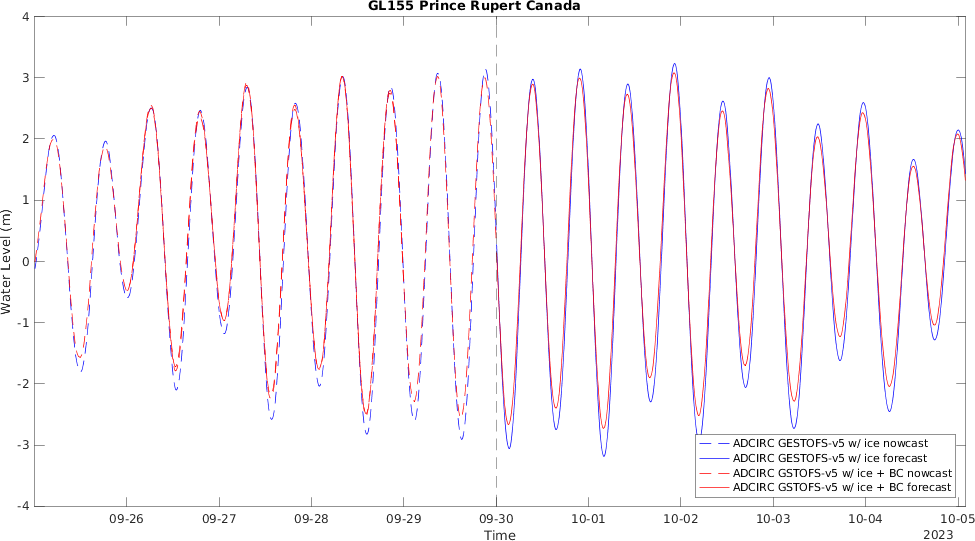 GL155 Prince Rupert Canada
4
3
2
1
0
-1
-2
-3
-4
Water Level (m)
ADCIRC GESTOFS-v5 w/ ice nowcast
ADCIRC GESTOFS-v5 w/ ice forecast
ADCIRC GSTOFS-v5 w/ ice + BC nowcast
ADCIRC GSTOFS-v5 w/ ice + BC forecast
09-26 09-27 09-28 09-29 09-30 10-01 10-02 10-03 10-04 10-05
Time 2023